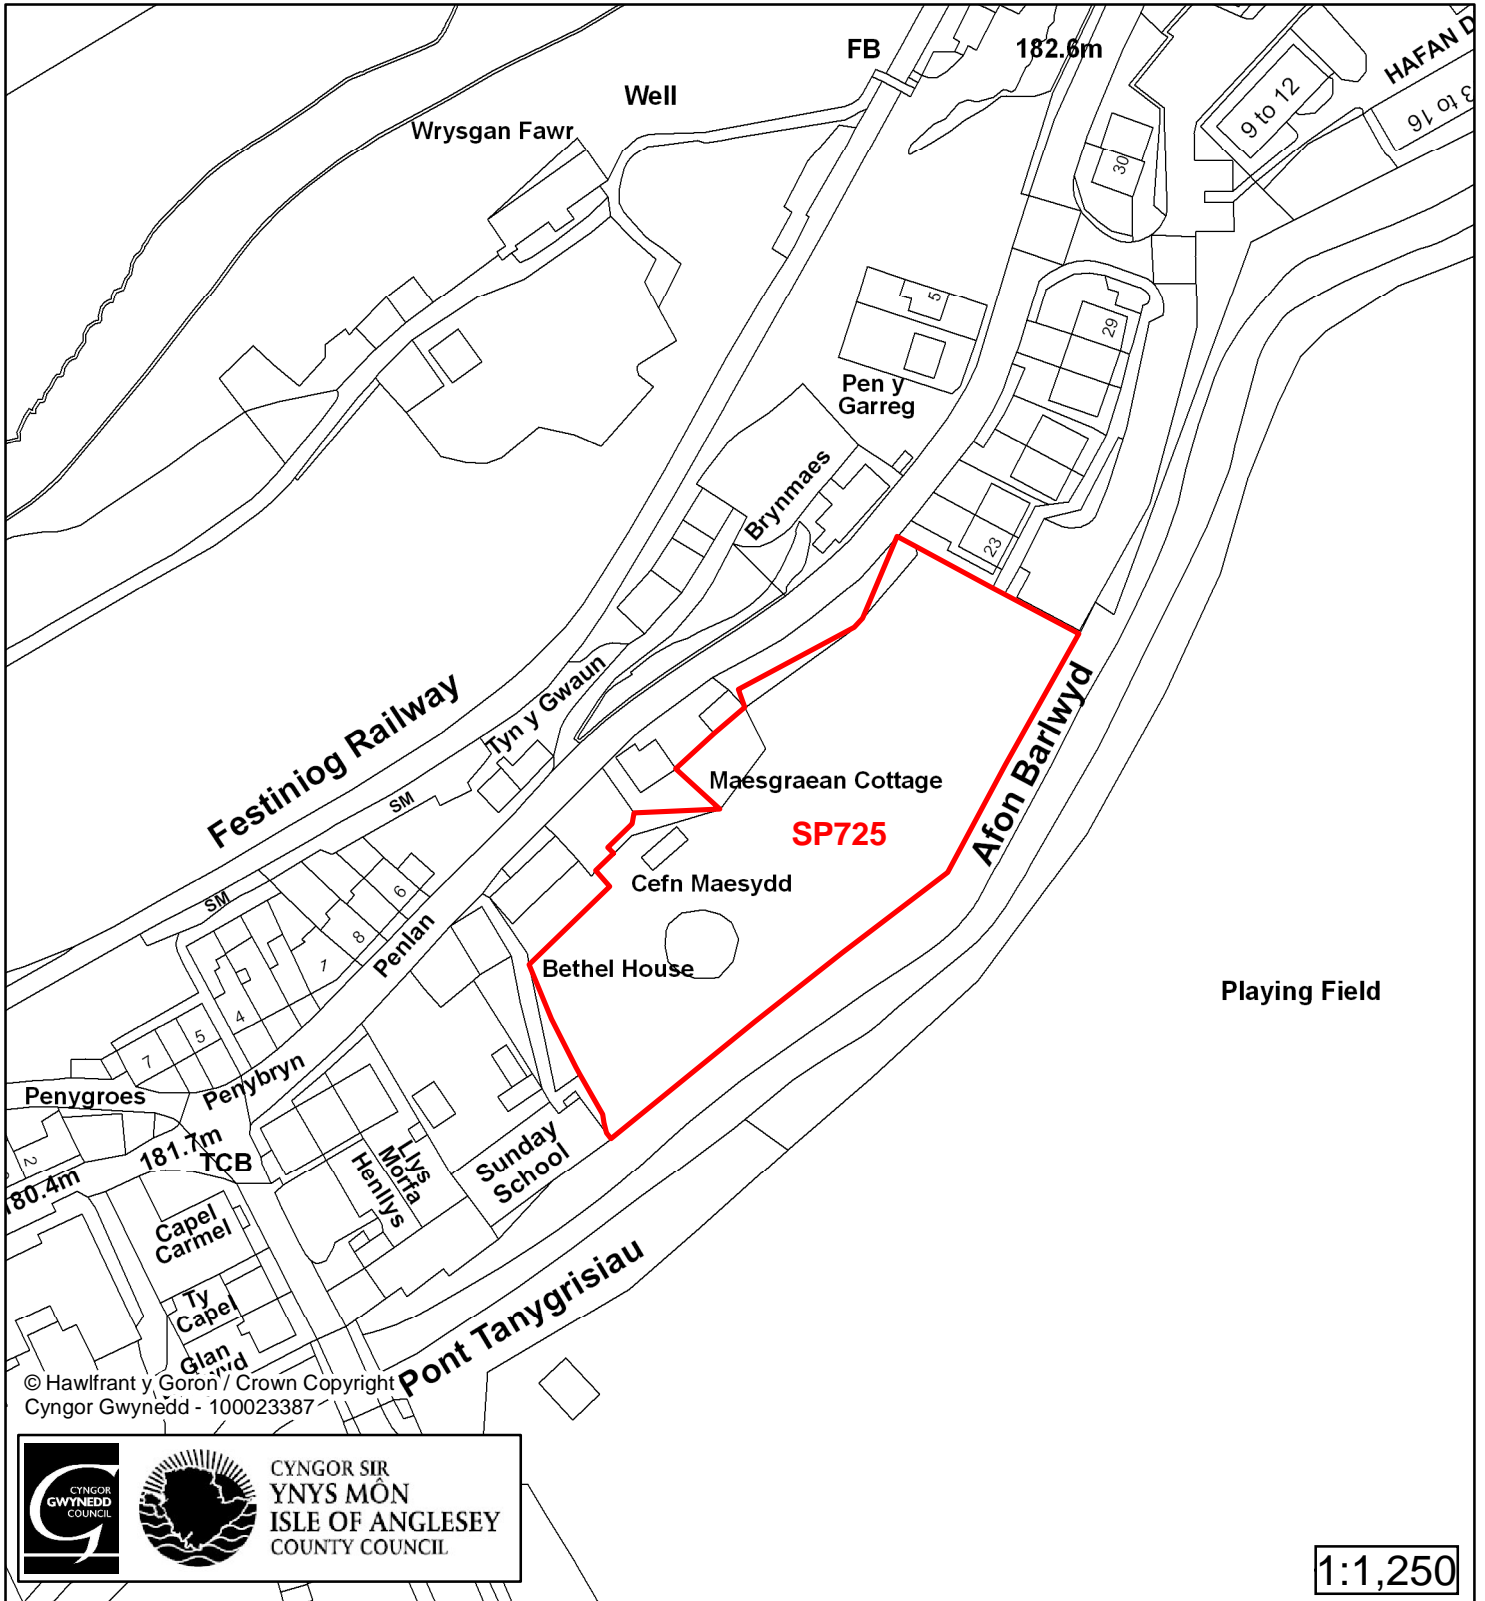 FB
182.6m
HAFAN D
Well
Wrysgan Fawr
9 to 12
3 to 16
30
5
29
Pen y
Garreg
Brynmaes
23
Festiniog Railway
Tyn y Gwaun
Afon Barlwyd
Maesgraean Cottage
SM
SP725
Cefn Maesydd
SM
6
8
7
Penlan
Bethel House
Playing Field
4
5
7
Penybryn
Penygroes
2
181.7m
TCB
180.4m
Llys
Morfa
Henllys
Sunday
School
Capel
Carmel
Ty
Capel
Pont Tanygrisiau
Glan
© Hawlfraint y Goron / Crown Copyright
Cyngor Gwynedd - 100023387
CYNGOR
GWYNEDD
COUNCIL
CYNGOR SIR
YNYS MÔN
ISLE OF ANGLESEY
COUNTY COUNCIL
1:1,250